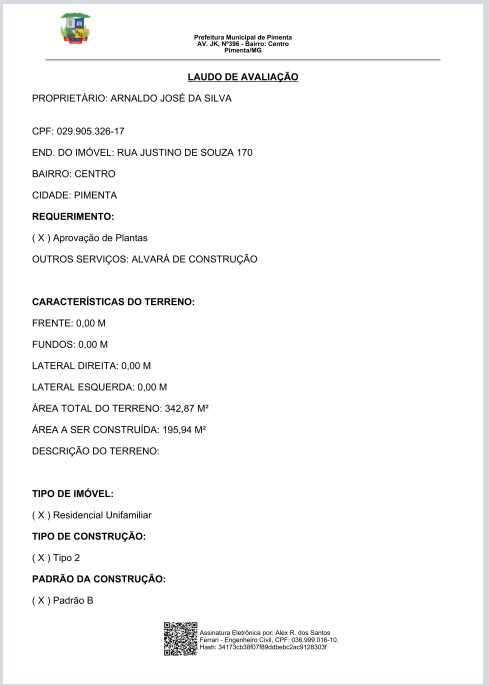 Prefeitura Municipal de Pimenta
AV. JK, Nº396 - Bairro: Centro
Pimenta/MG
LAUDO DE AVALIAÇÃO
PROPRIETÁRIO: ARNALDO JOSÉ DA SILVA
CPF: 029.905.326-17
END. DO IMÓVEL: RUA JUSTINO DE SOUZA 170
BAIRRO: CENTRO
CIDADE: PIMENTA
REQUERIMENTO:
( X ) Aprovação de Plantas
OUTROS SERVIÇOS: ALVARÁ DE CONSTRUÇÃO
CARACTERÍSTICAS DO TERRENO:
FRENTE: 0,00 M
FUNDOS: 0,00 M
LATERAL DIREITA: 0,00 M
LATERAL ESQUERDA: 0,00 M
ÁREA TOTAL DO TERRENO: 342,87 M²
ÁREA A SER CONSTRUÍDA: 195,94 M²
DESCRIÇÃO DO TERRENO:
TIPO DE IMÓVEL:
( X ) Residencial Unifamiliar
TIPO DE CONSTRUÇÃO:
( X ) Tipo 2
PADRÃO DA CONSTRUÇÃO:
( X ) Padrão B
Assinatura Eletrônica por: Alex R. dos Santos
Ferrari - Engenheiro Civil, CPF: 036.999.016-10.
Hash: 34173cb38f07f89ddbebc2ac9128303f